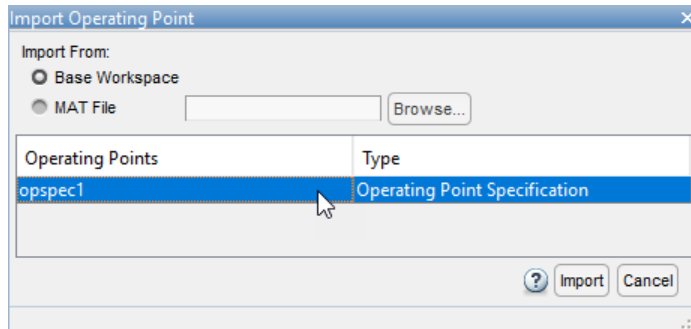 Import Operating Point
Import From:
Base Workspace
MAT File
Browse...
Operating Points Type
opspec1 Operating Point Specification
? Import Cancel